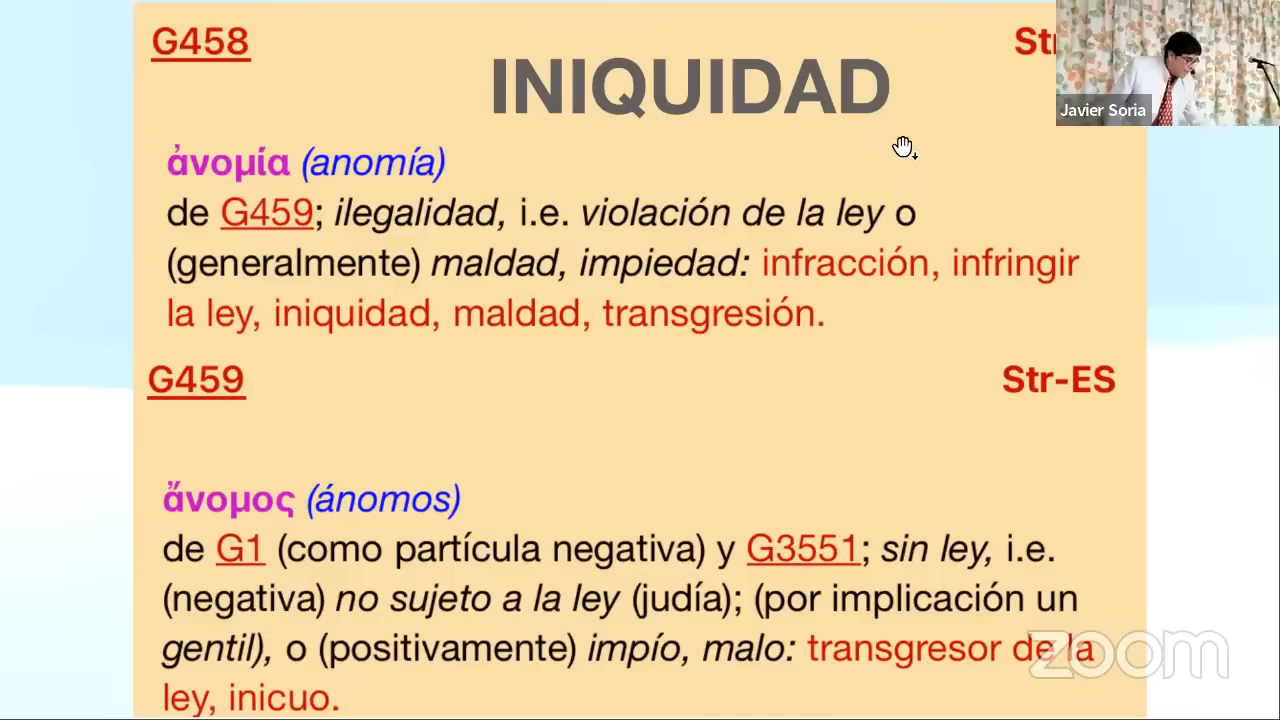 G458
Str
INIQUIDAD
Javier Soria
ἀνομία (anomía)
de G459; ilegalidad, i.e. violación de la ley o
(generalmente) maldad, impiedad: infracción, infringir
la ley, iniquidad, maldad, transgresión.
G459 Str-ES
ἄνομος (ánomos)
de G1 (como partícula negativa) y G3551; sin ley, i.e.
(negativa) no sujeto a la ley (judía); (por implicación un
gentil), o (positivamente) impío, malo: transgresor de la
ley, inicuo.
zoom